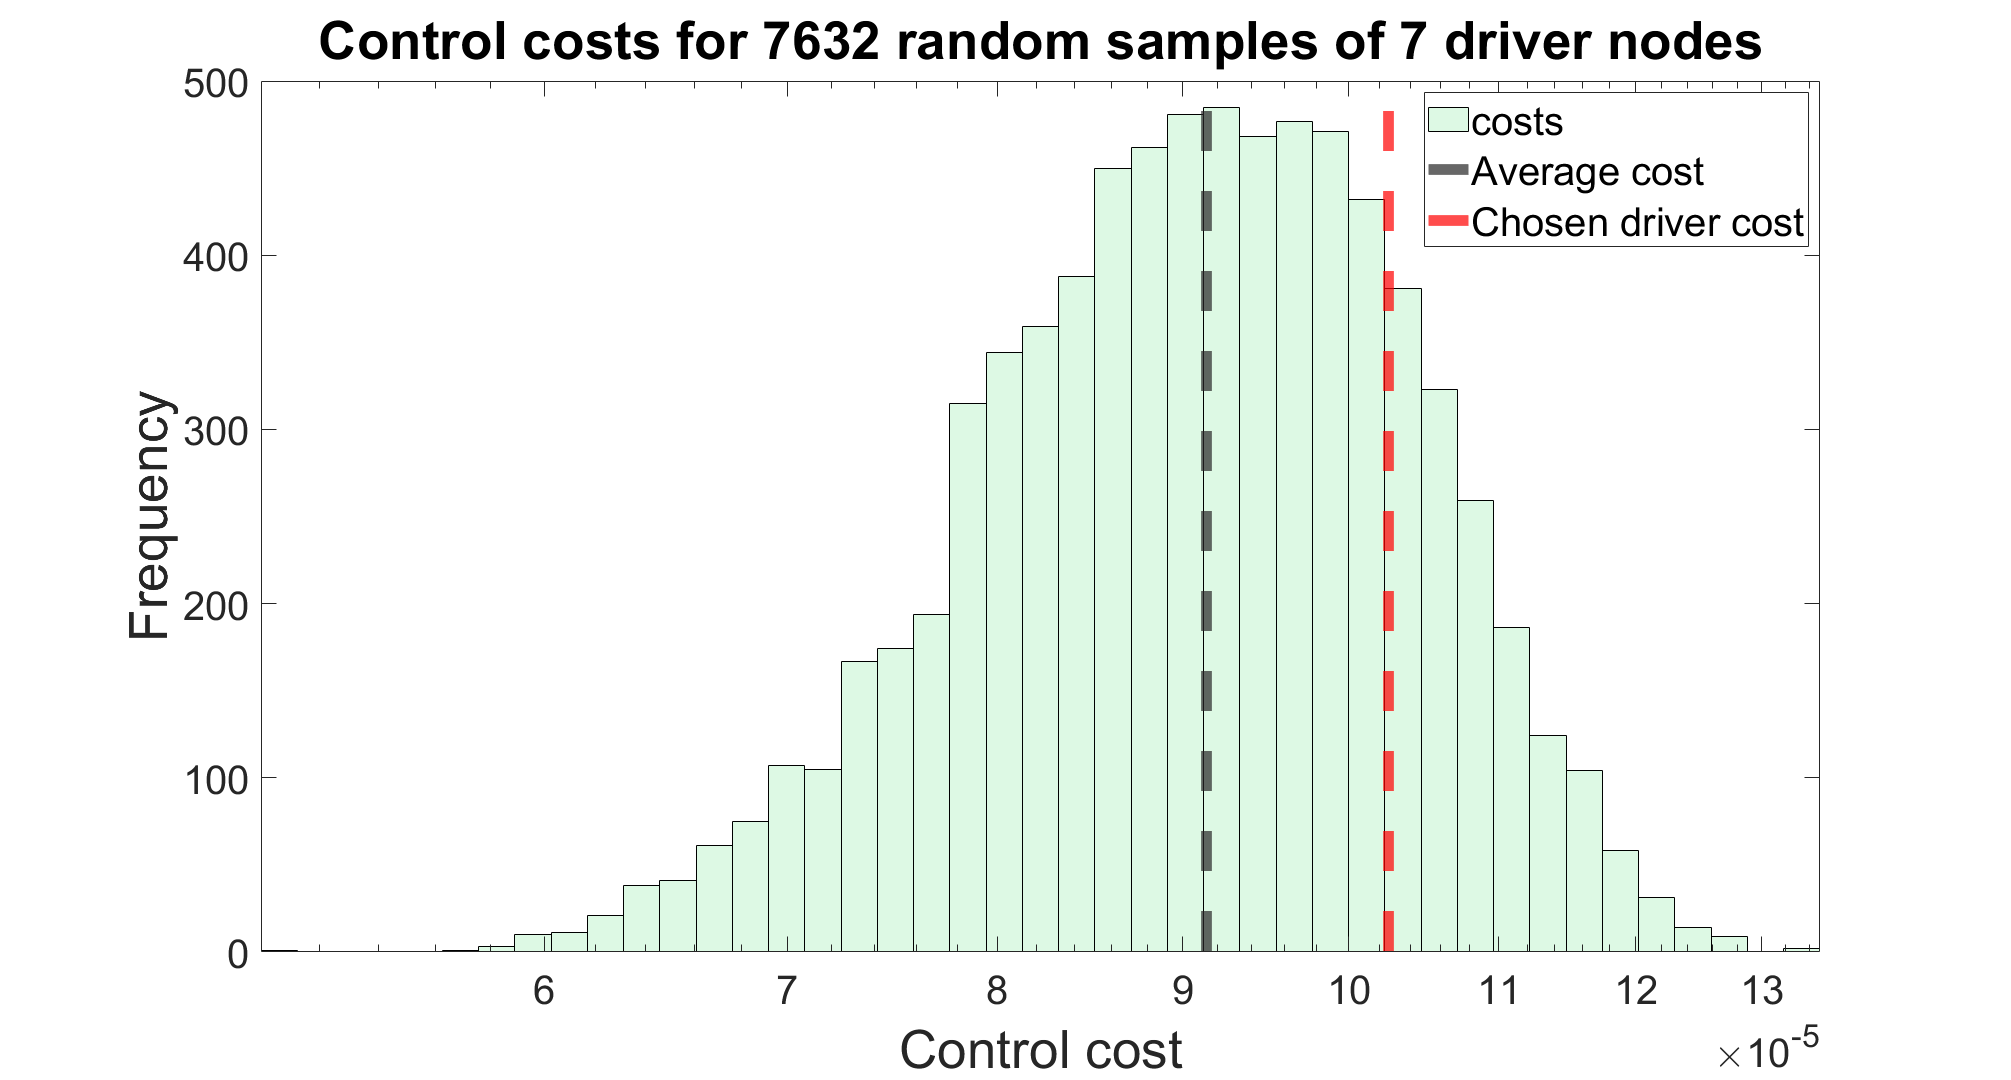 Control costs for 7632 random samples of 7 driver nodes
500
400
300
200
100
0
Frequency
costs
Average cost
Chosen driver cost
6 7 8 9 10 11 12 13
×10-5
Control cost